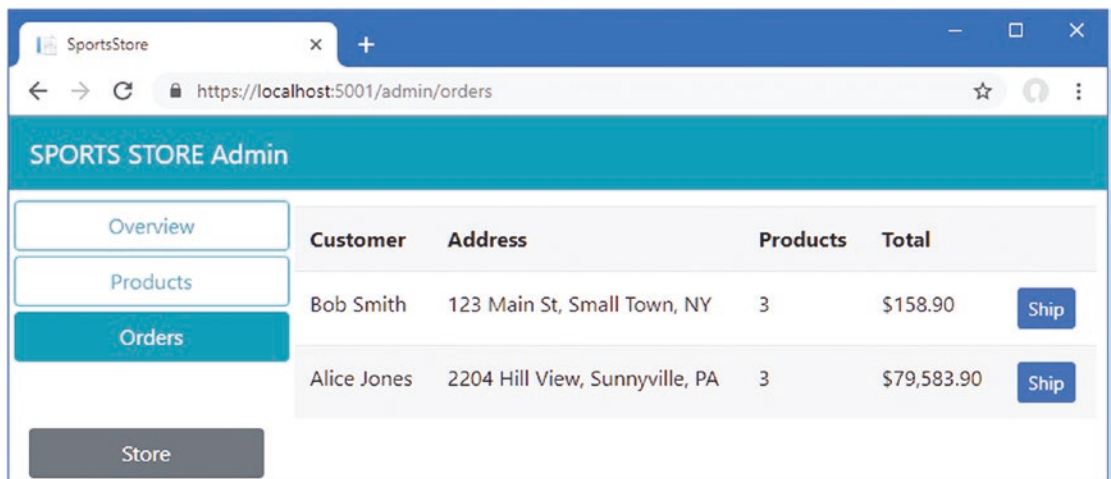 SportsStore
https://localhost:5001/admin/orders
SPORTS STORE Admin
Overview
Products
Orders
Store
Customer Address Products Total
Bob Smith 123 Main St, Small Town, NY 3 $158.90 Ship
Alice Jones 2204 Hill View, Sunnyville, PA 3 $79,583.90 Ship